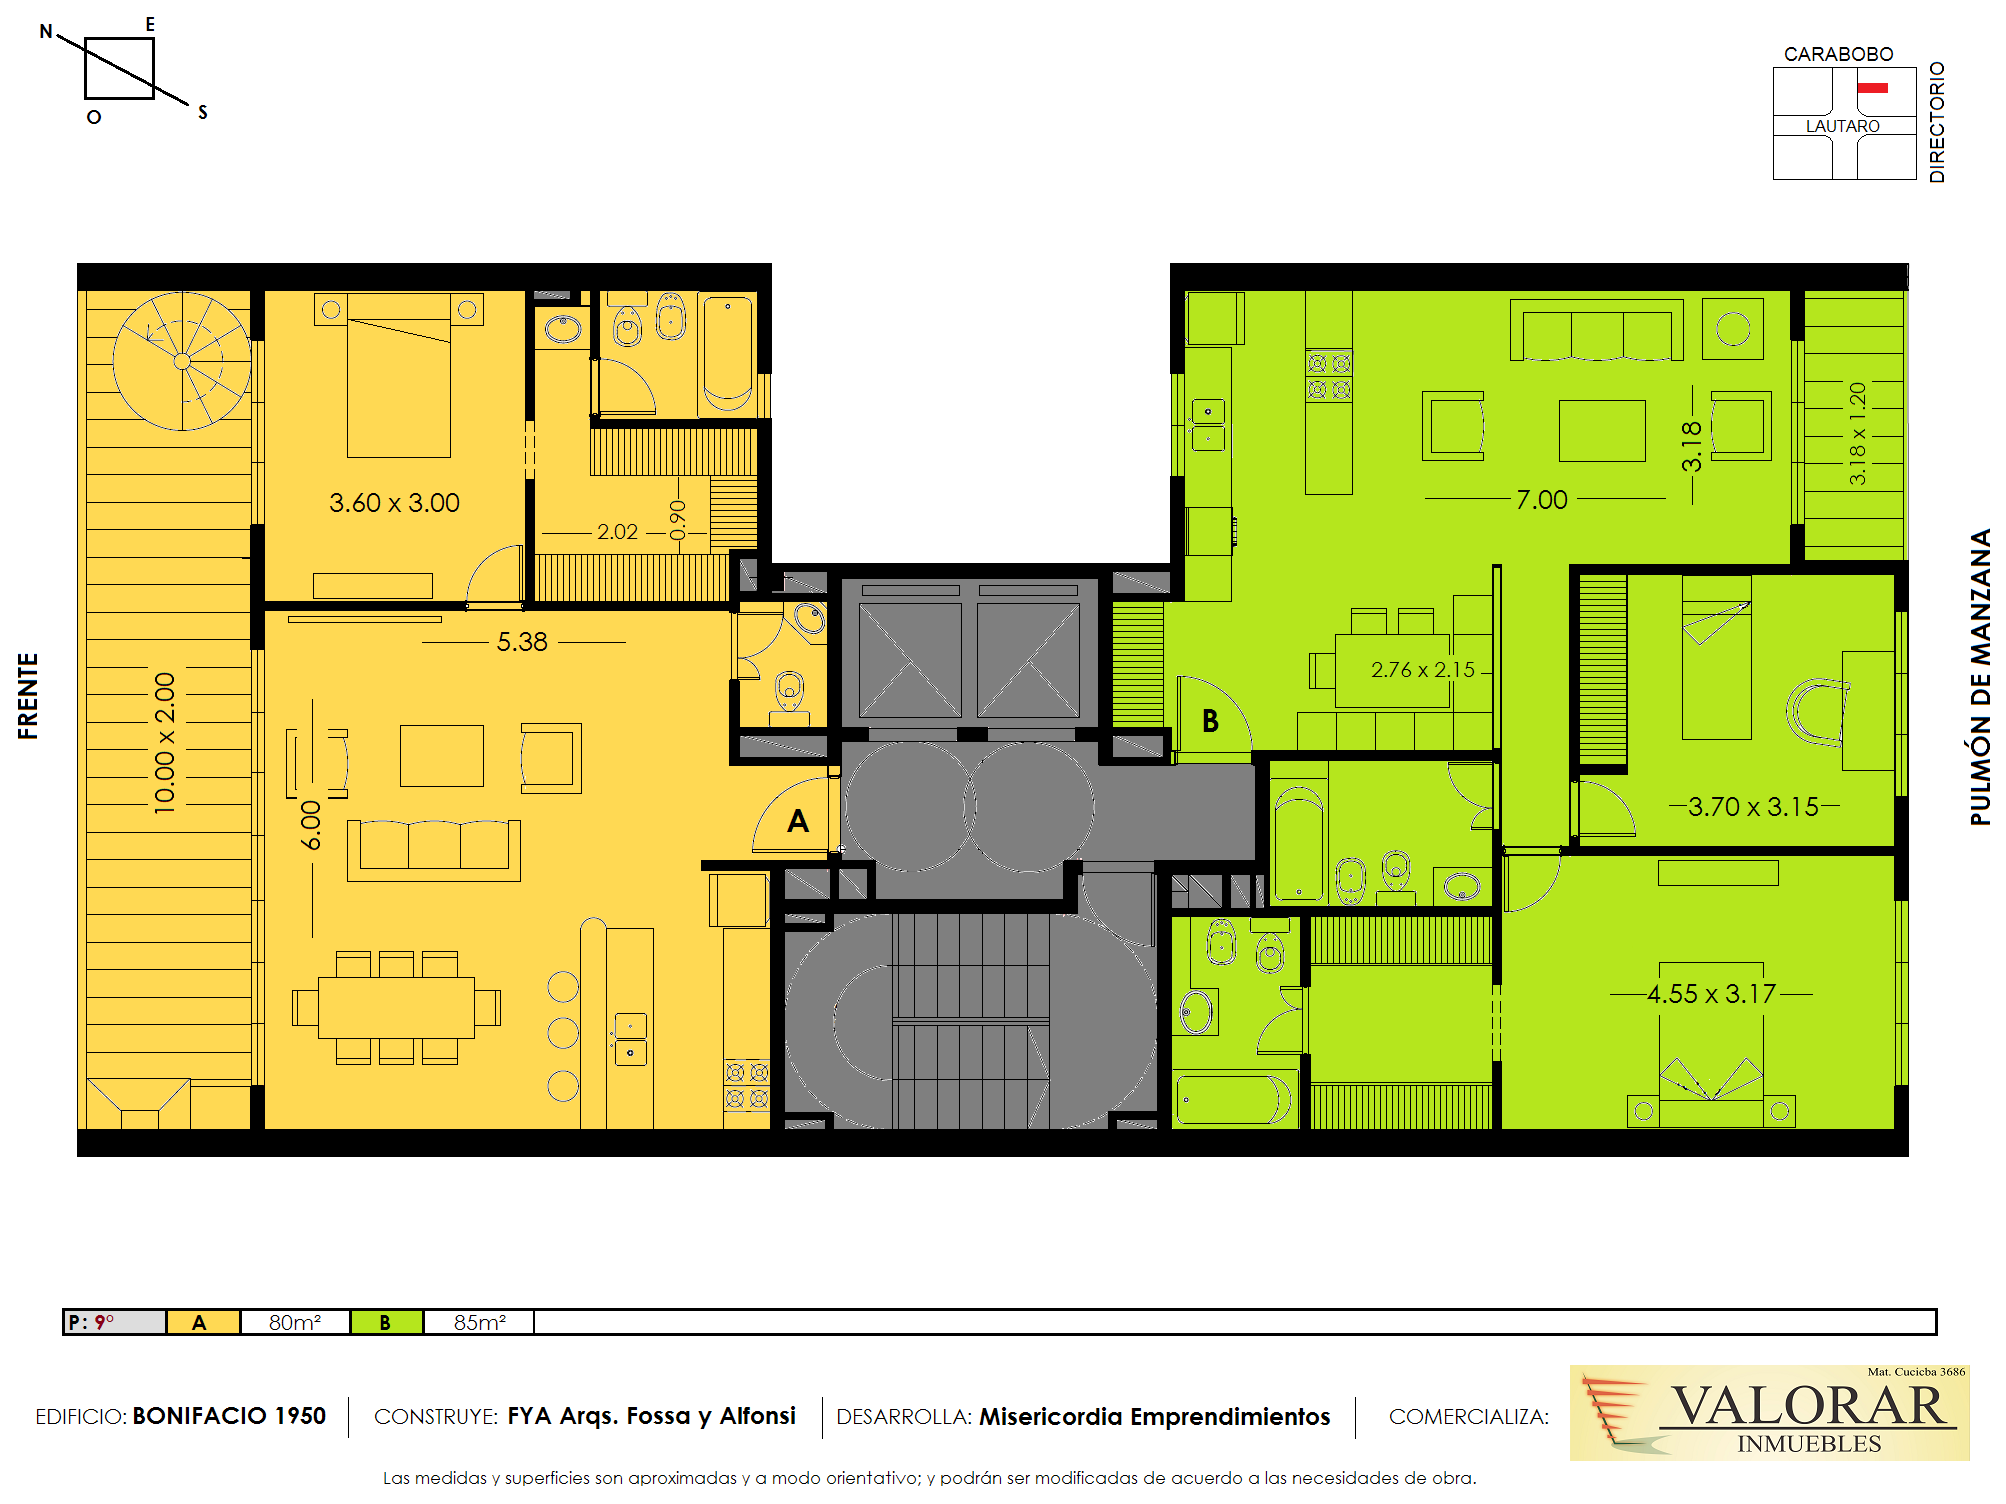 N
E
O
S
CARABOBO
LAUTARO
DIRECTORIO
FRENTE
PULMÓN DE MANZANA
3.60 x 3.00
2.02
0.90
5.38
6.00
10.00 x 2.00
A
B
7.00
3.18
3.18 x 1.20
2.76 x 2.15
3.70 x 3.15
4.55 x 3.17
P: 9° A 80m² B 85m²
EDIFICIO: BONIFACIO 1950
CONSTRUYE: FYA Arqs. Fossa y Alfonsi
DESARROLLA: Misericordia Emprendimientos
COMERCIALIZA:
Mat. Cucicba 3686
VALORAR
INMUEBLES
Las medidas y superficies son aproximadas y a modo orientativo; y podrán ser modificadas de acuerdo a las necesidades de obra.